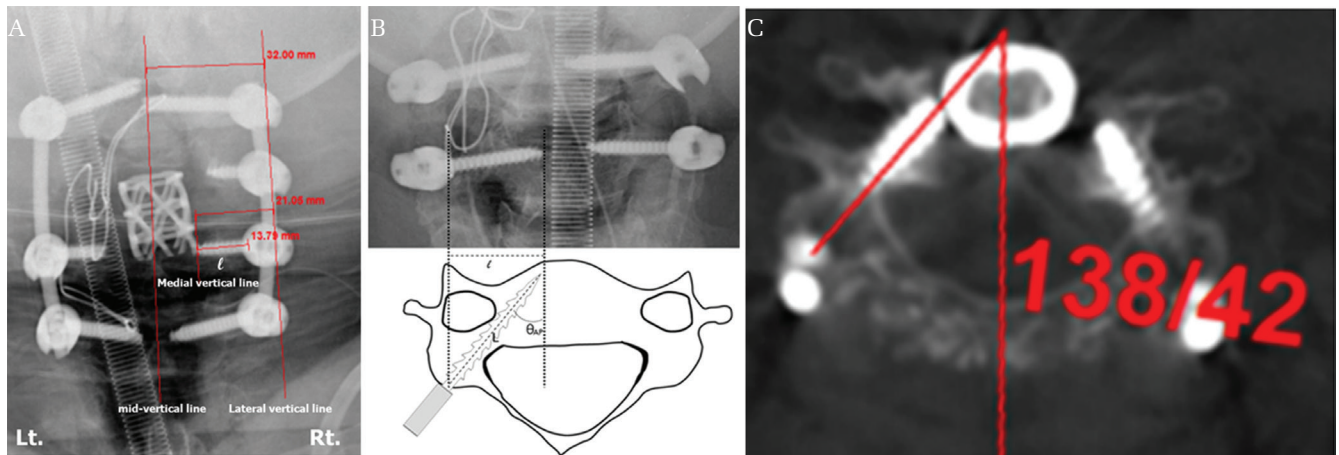 A
32.00 mm
21.06 mm
13.79 mm
ℓ
Medial vertical line
mid-vertical line
Lateral vertical line
Lt.
Rt.
B
ℓ
L
θAP
C
138/42